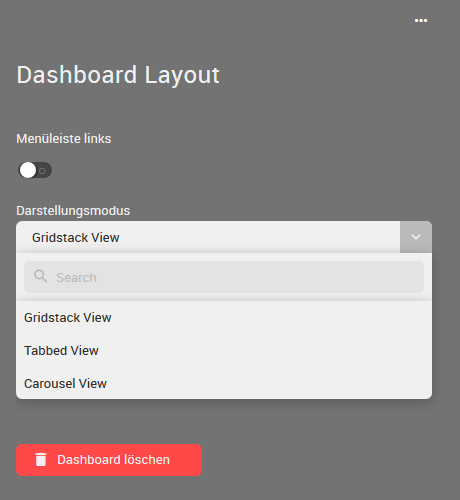 Dashboard Layout
Menüleiste links
Darstellungsmodus
Gridstack View
Search
Gridstack View
Tabbed View
Carousel View
Dashboard löschen